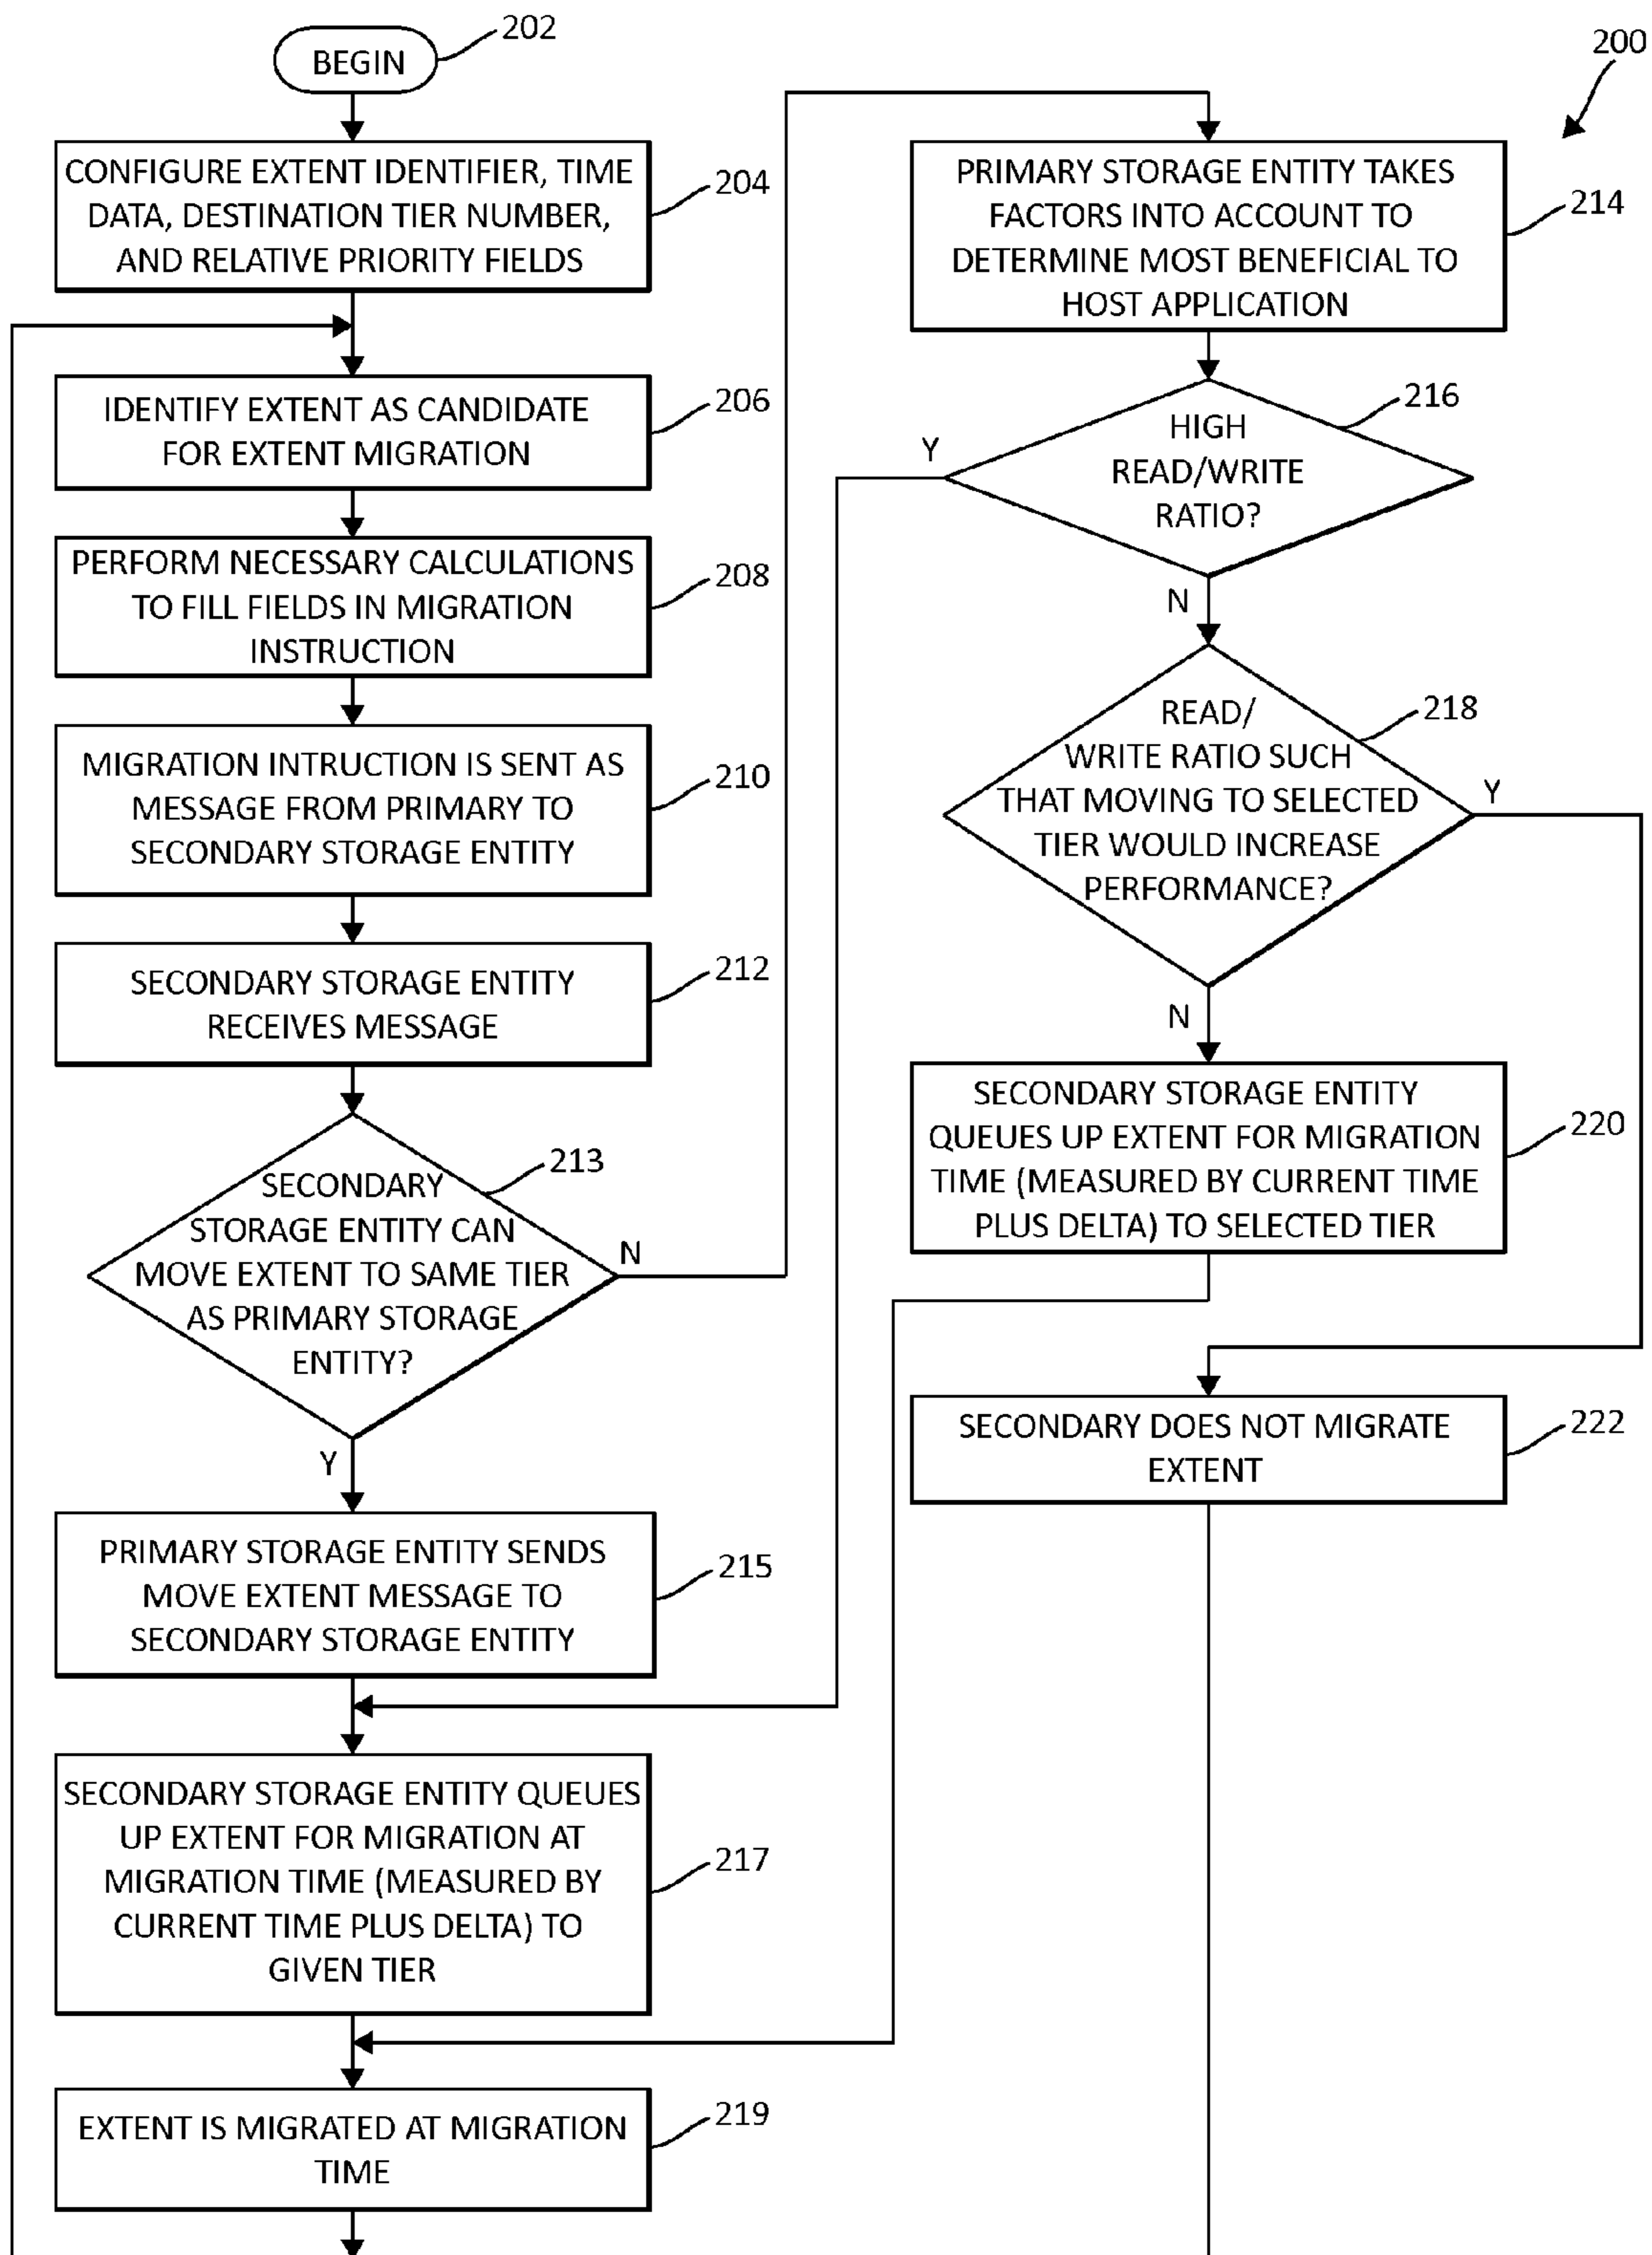 BEGIN
202
CONFIGURE EXTENT IDENTIFIER, TIME
DATA, DESTINATION TIER NUMBER,
AND RELATIVE PRIORITY FIELDS
204
IDENTIFY EXTENT AS CANDIDATE
FOR EXTENT MIGRATION
206
PERFORM NECESSARY CALCULATIONS
TO FILL FIELDS IN MIGRATION
INSTRUCTION
208
MIGRATION INTRUCTION IS SENT AS
MESSAGE FROM PRIMARY TO
SECONDARY STORAGE ENTITY
210
SECONDARY STORAGE ENTITY
RECEIVES MESSAGE
212
SECONDARY
STORAGE ENTITY CAN
MOVE EXTENT TO SAME TIER
AS PRIMARY STORAGE
ENTITY?
213
N
Y
PRIMARY STORAGE ENTITY SENDS
MOVE EXTENT MESSAGE TO
SECONDARY STORAGE ENTITY
215
SECONDARY STORAGE ENTITY QUEUES
UP EXTENT FOR MIGRATION AT
MIGRATION TIME (MEASURED BY
CURRENT TIME PLUS DELTA) TO
GIVEN TIER
217
EXTENT IS MIGRATED AT MIGRATION
TIME
219
200
PRIMARY STORAGE ENTITY TAKES
FACTORS INTO ACCOUNT TO
DETERMINE MOST BENEFICIAL TO
HOST APPLICATION
214
HIGH
READ/WRITE
RATIO?
216
Y
N
READ/
WRITE RATIO SUCH
THAT MOVING TO SELECTED
TIER WOULD INCREASE
PERFORMANCE?
218
Y
N
SECONDARY STORAGE ENTITY
QUEUES UP EXTENT FOR MIGRATION
TIME (MEASURED BY CURRENT TIME
PLUS DELTA) TO SELECTED TIER
220
SECONDARY DOES NOT MIGRATE
EXTENT
222